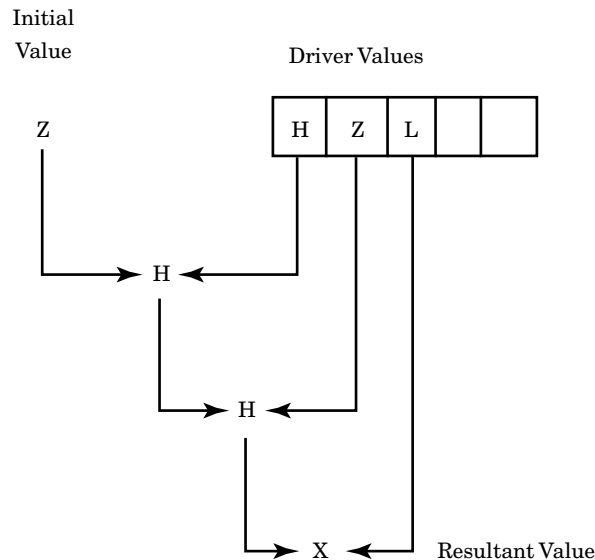 Initial
Value
Driver Values
Z
H Z L
H
H
X
Resultant Value